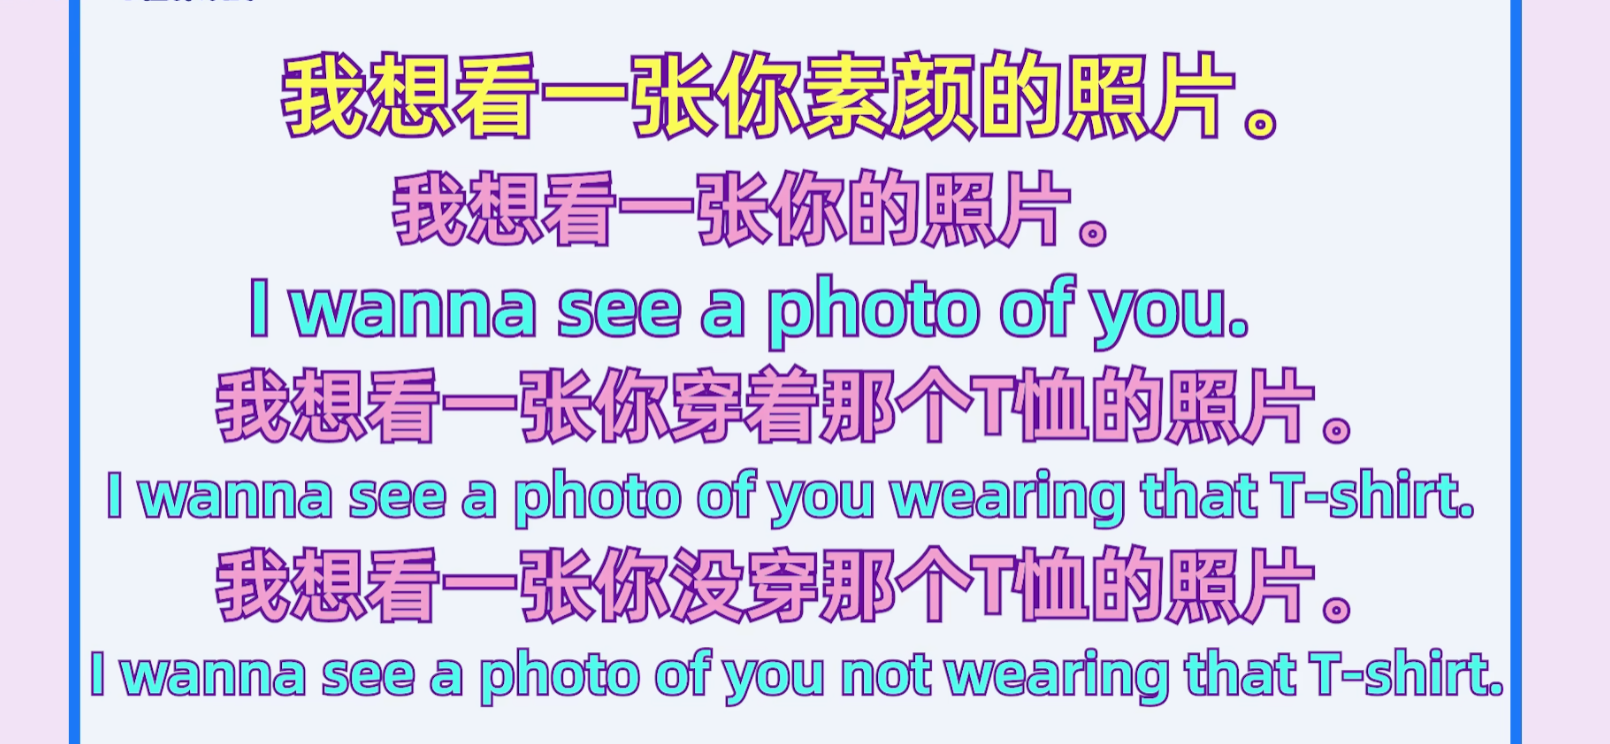 我想看一张你素颜的照片。
我想看一张你的照片。
I wanna see a photo of you.
我想看一张你穿着那个T恤的照片。
I wanna see a photo of you wearing that T-shirt.
我想看一张你没穿那个T恤的照片。
I wanna see a photo of you not wearing that T-shirt.